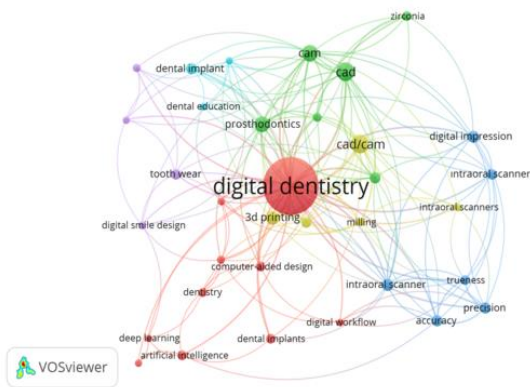 zirconia
cam
cad
dental implant
dental education
prosthodontics
digital impression
cad/cam
tooth wear
intraoral scanner
digital dentistry
intraoral scanners
3d printing
milling
digital smile design
computer-aided design
intraoral scanner
trueness
dentistry
precision
digital workflow
accuracy
deep learning
dental implants
artificial intelligence
VOSviewer